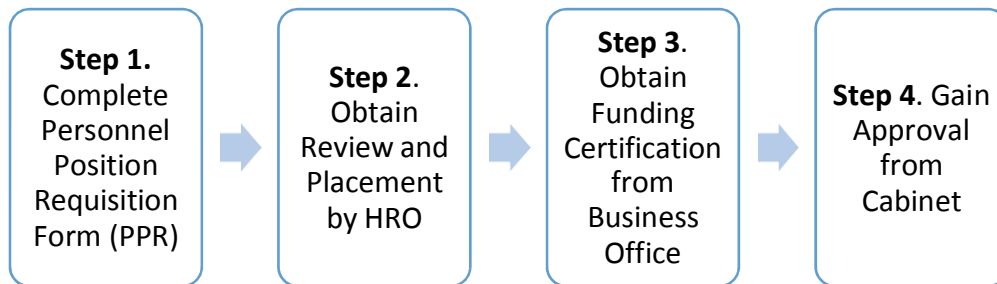 Step 1.
Complete
Personnel
Position
Requisition
Form (PPR)
Step 2.
Obtain
Review and
Placement
by HRO
Step 3.
Obtain
Funding
Certification
from
Business
Office
Step 4. Gain
Approval
from
Cabinet